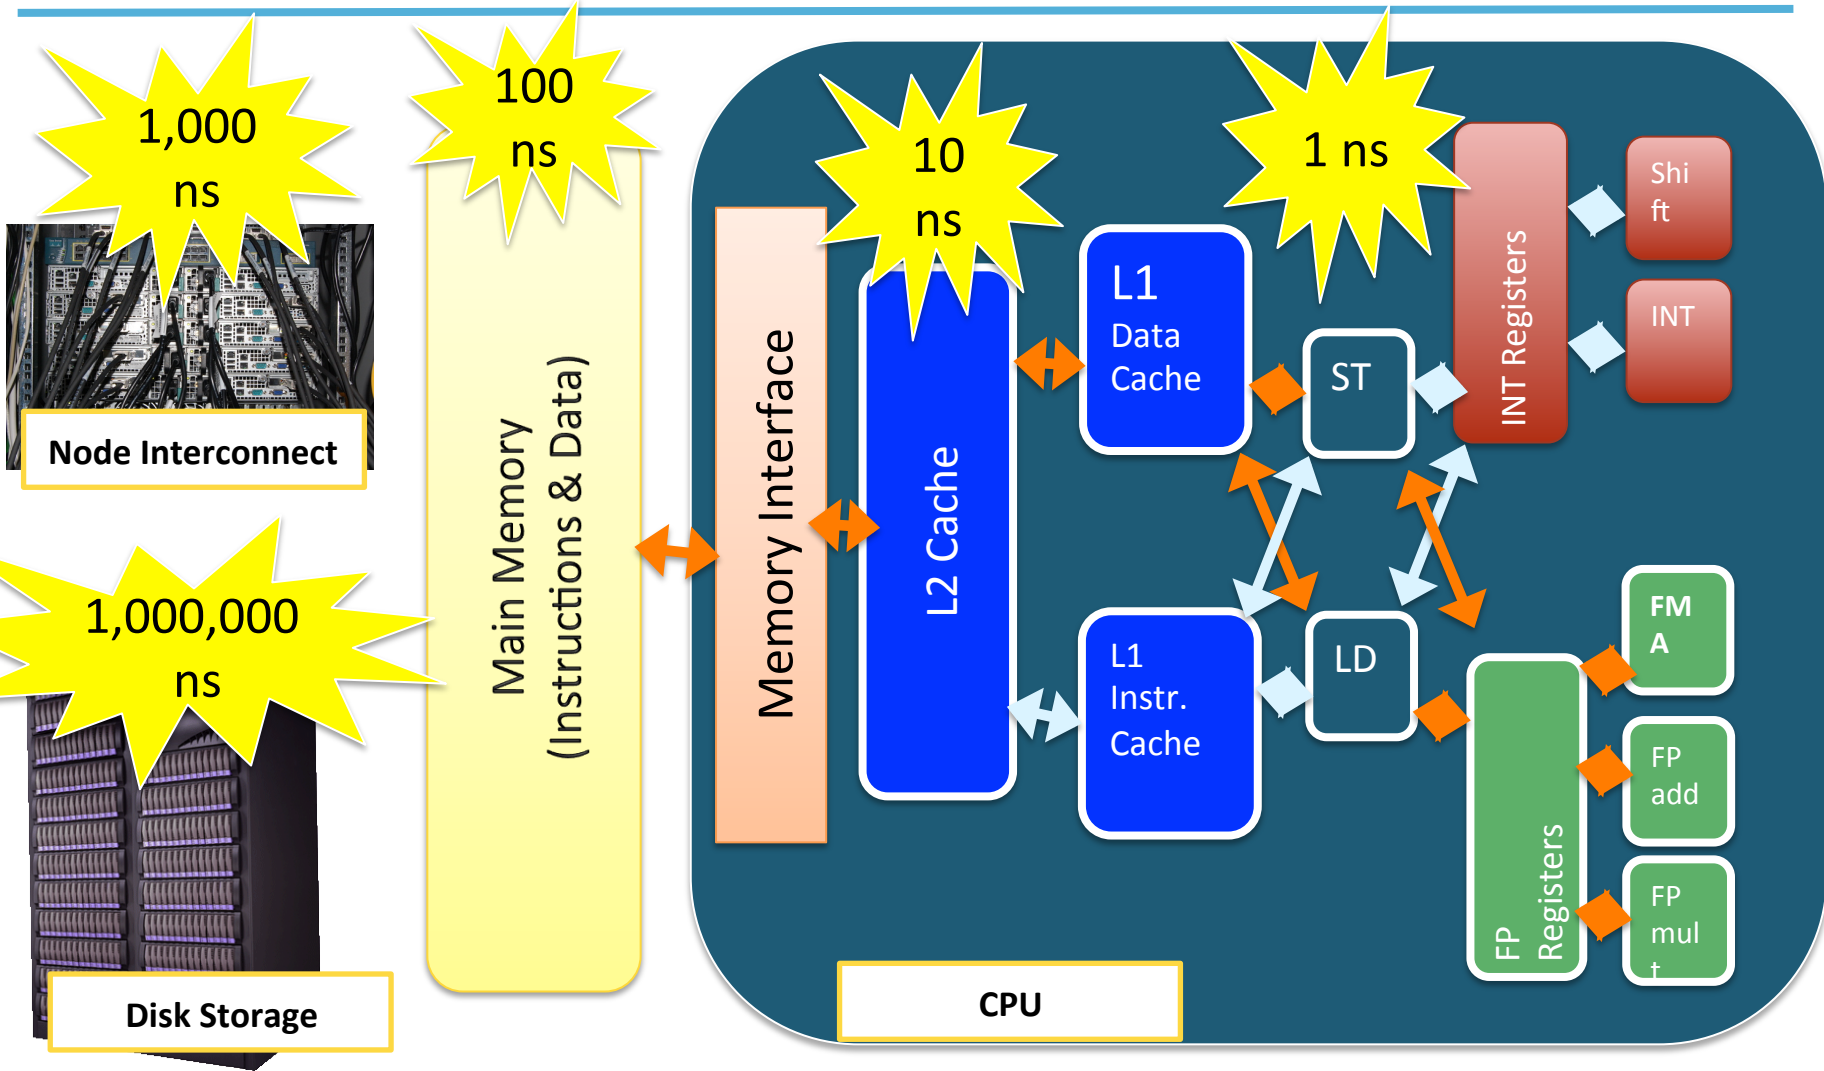 1,000
ns
Node Interconnect
1,000,000
ns
Disk Storage
100
ns
Main Memory
(Instructions & Data)
Memory Interface
10
ns
L2 Cache
L1
Data
Cache
L1
Instr.
Cache
1 ns
ST
LD
INT Registers
Shi
ft
INT
FP
Registers
FM
A
FP
add
FP
mul
t
CPU